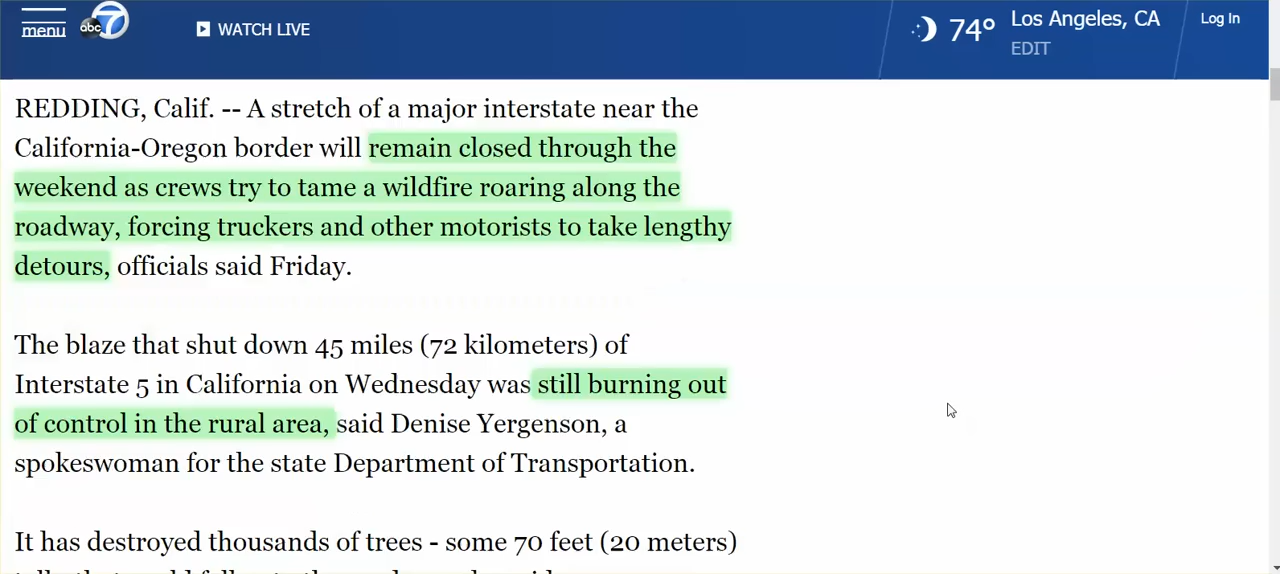 menu
abc 7
WATCH LIVE
74°
Los Angeles, CA
EDIT
Log In
REDDING, Calif. -- A stretch of a major interstate near the
California-Oregon border will remain closed through the
weekend as crews try to tame a wildfire roaring along the
roadway, forcing truckers and other motorists to take lengthy
detours, officials said Friday.
The blaze that shut down 45 miles (72 kilometers) of
Interstate 5 in California on Wednesday was still burning out
of control in the rural area, said Denise Yergenson, a
spokeswoman for the state Department of Transportation.
It has destroyed thousands of trees - some 70 feet (20 meters)